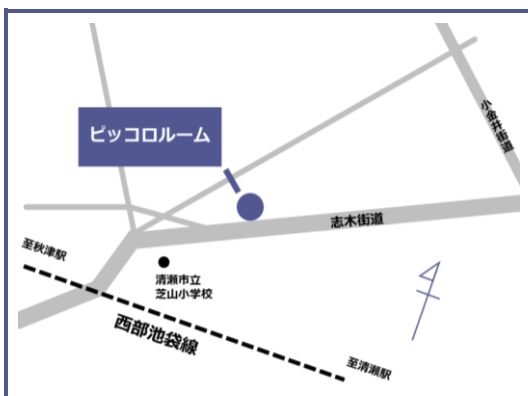 ピッコロルーム
小金井街道
志木街道
至秋津駅
清瀬市立
芝山小学校
西部池袋線
至清瀬駅